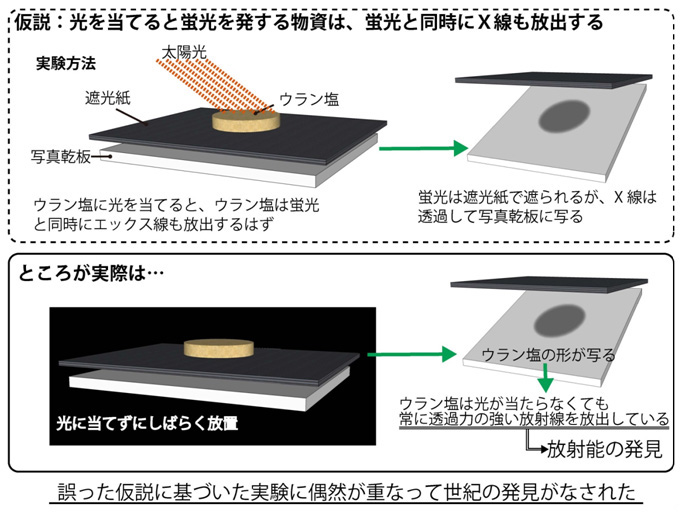 仮説：光を当てると蛍光を発する物資は、蛍光と同時にＸ線も放出する
実験方法
太陽光
ウラン塩
遮光紙
写真乾板
ウラン塩に光を当てると、ウラン塩は蛍光
と同時にエックス線も放出するはず
蛍光は遮光紙で遮られるが、Ｘ線は
透過して写真乾板に写る
ところが実際は…
光に当てずにしばらく放置
ウラン塩の形が写る
ウラン塩は光が当たらなくても
常に透過力の強い放射線を放出している
放射能の発見
誤った仮説に基づいた実験に偶然が重なって世紀の発見がなされた